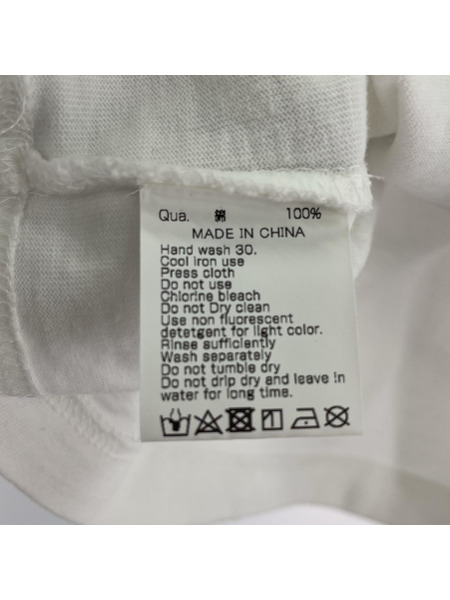 Qua. 綿 100%
MADE IN CHINA
Hand wash 30.
Cool iron use
Press cloth
Do not use
Chlorine bleach
Do not Dry clean
Use non fluorescent
detetgent for light color.
Rinse sufficiently
Wash separately
Do not tumble dry
Do not drip dry and leave in
water for long time.